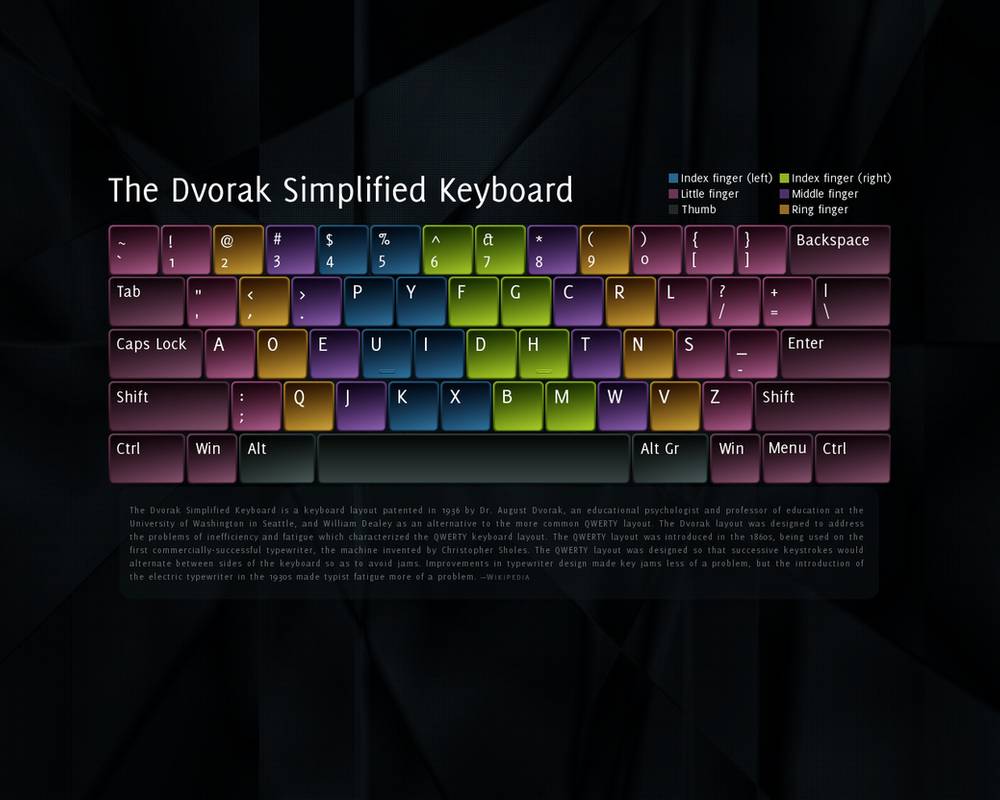 The Dvorak Simplified Keyboard
Index finger (left) Index finger (right)
Little finger Middle finger
Thumb Ring finger
~ ! @ # $ % ^ & * ( ) { } Backspace
` 1 2 3 4 5 6 7 8 9 0 [ ]
Tab " < > P Y F G C R L ? + |
' , . / = \
Caps Lock A O E U I D H T N S _ Enter
-
Shift : Q J K X B M W V Z Shift
;
Ctrl Win Alt Alt Gr Win Menu Ctrl
The Dvorak Simplified Keyboard is a keyboard layout patented in 1936 by Dr. August Dvorak, an educational psychologist and professor of education at the
University of Washington in Seattle, and William Dealey as an alternative to the more common QWERTY layout. The Dvorak layout was designed to address
the problems of inefficiency and fatigue which characterized the QWERTY keyboard layout. The QWERTY layout was introduced in the 1860s, being used on the
first commercially-successful typewriter, the machine invented by Christopher Sholes. The QWERTY layout was designed so that successive keystrokes would
alternate between sides of the keyboard so as to avoid jams. Improvements in typewriter design made key jams less of a problem, but the introduction of
the electric typewriter in the 1930s made typist fatigue more of a problem. —WIKIPEDIA